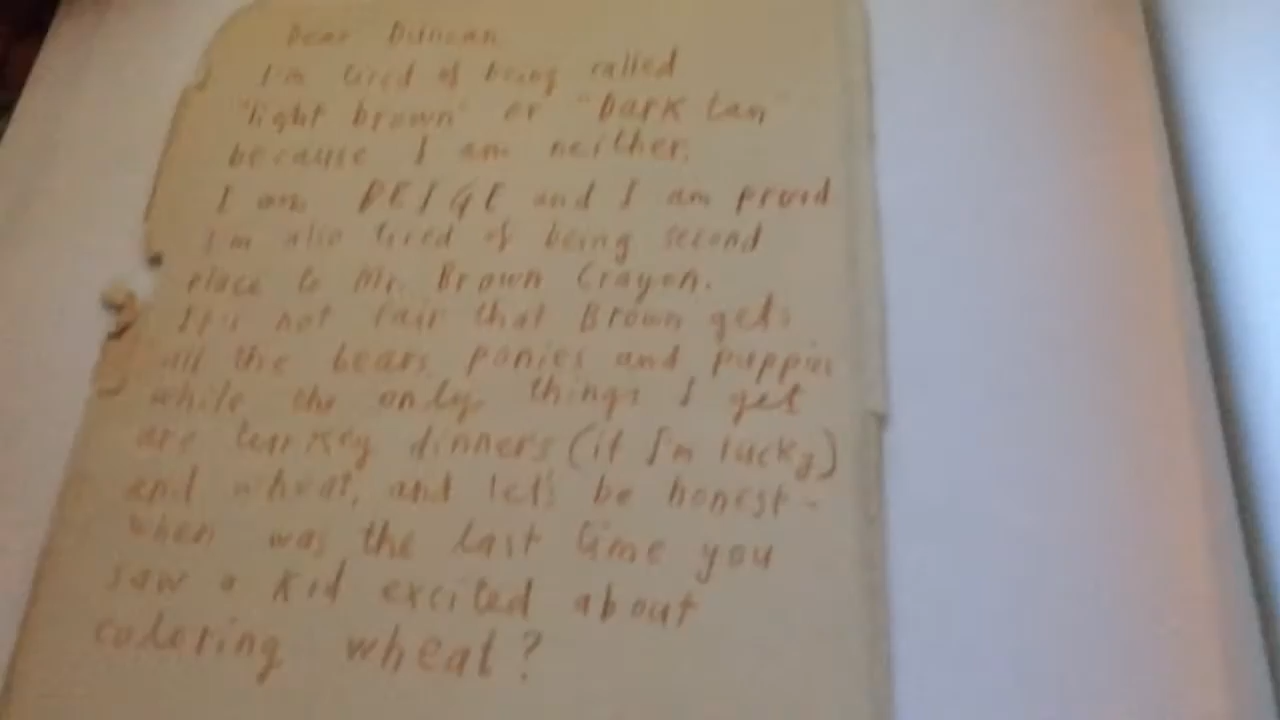 Dear Duncan
I'm tired of being called
"light brown" or "Dark tan"
because I am neither.
I am BEIGE and I am proud
I'm also tired of being second
place to Mr. Brown Crayon.
It's not fair that Brown gets
all the bears, ponies and puppies
while the only things I get
are turkey dinners (if I'm lucky)
and wheat, and let's be honest -
when was the last time you
saw a kid excited about
coloring wheat?